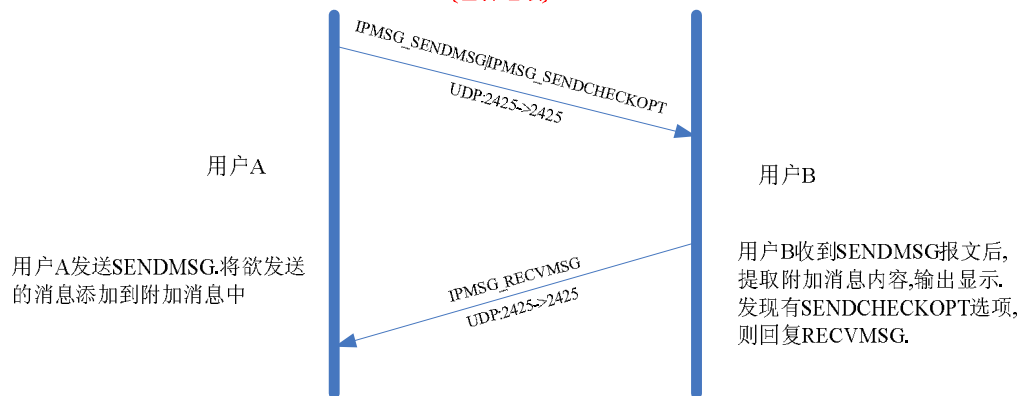 IPMSG_SENDMSG|IPMSG_SENDCHECKOPT
UDP:2425->2425
用户A
用户B
用户A发送SENDMSG.将欲发送
的消息添加到附加消息中
用户B收到SENDMSG报文后,
提取附加消息内容,输出显示.
发现有SENDCHECKOPT选项,
则回复RECVMSG.
IPMSG_RECVMSG
UDP:2425->2425